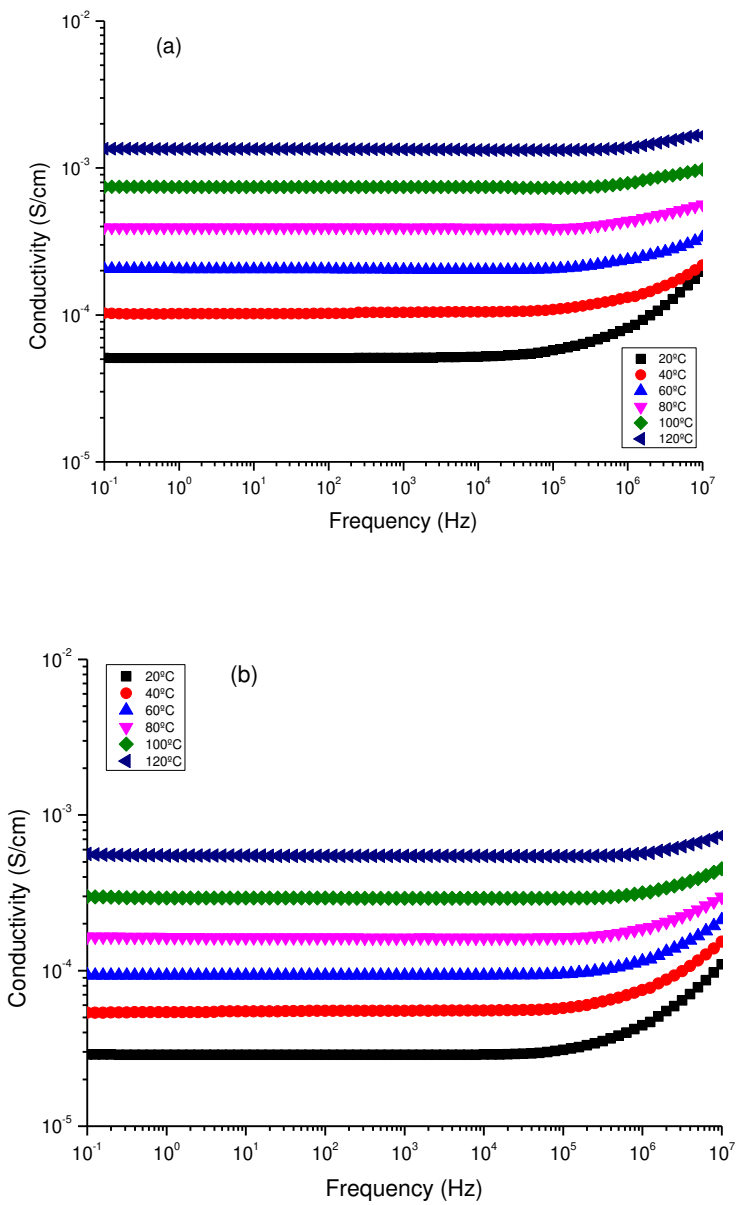 (a)
10⁻²
10⁻³
10⁻⁴
10⁻⁵
Conductivity (S/cm)
20ºC
40ºC
60ºC
80ºC
100ºC
120ºC
10⁻¹ 10⁰ 10¹ 10² 10³ 10⁴ 10⁵ 10⁶ 10⁷
Frequency (Hz)
(b)
10⁻²
10⁻³
10⁻⁴
10⁻⁵
Conductivity (S/cm)
20ºC
40ºC
60ºC
80ºC
100ºC
120ºC
10⁻¹ 10⁰ 10¹ 10² 10³ 10⁴ 10⁵ 10⁶ 10⁷
Frequency (Hz)